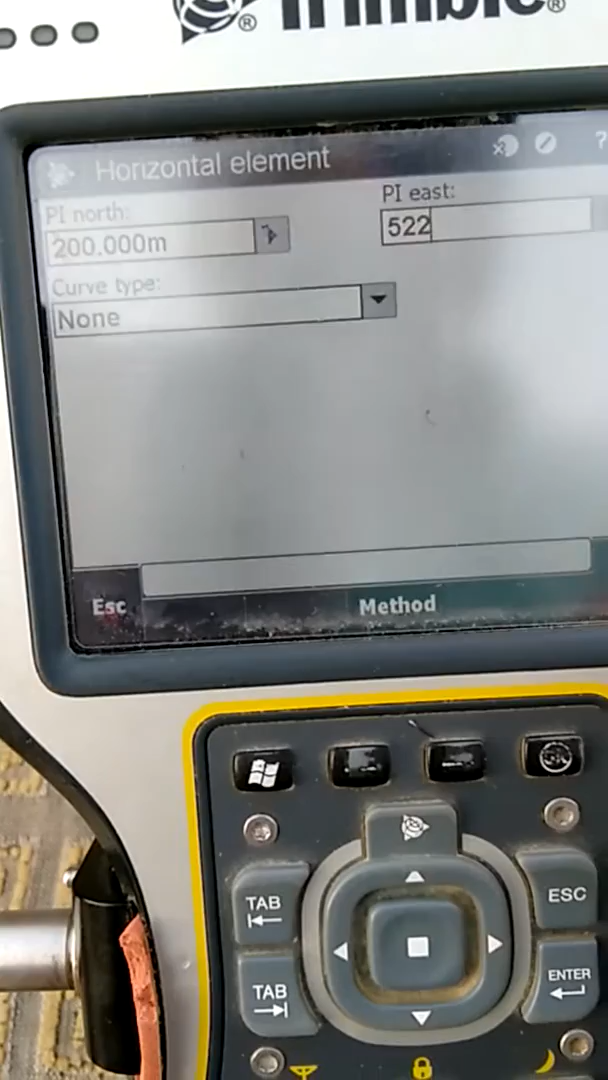 Trimble®
Horizontal element
?
PI north:
PI east:
200.000m
522
Curve type:
None
Esc
Method
TAB
ESC
TAB
ENTER